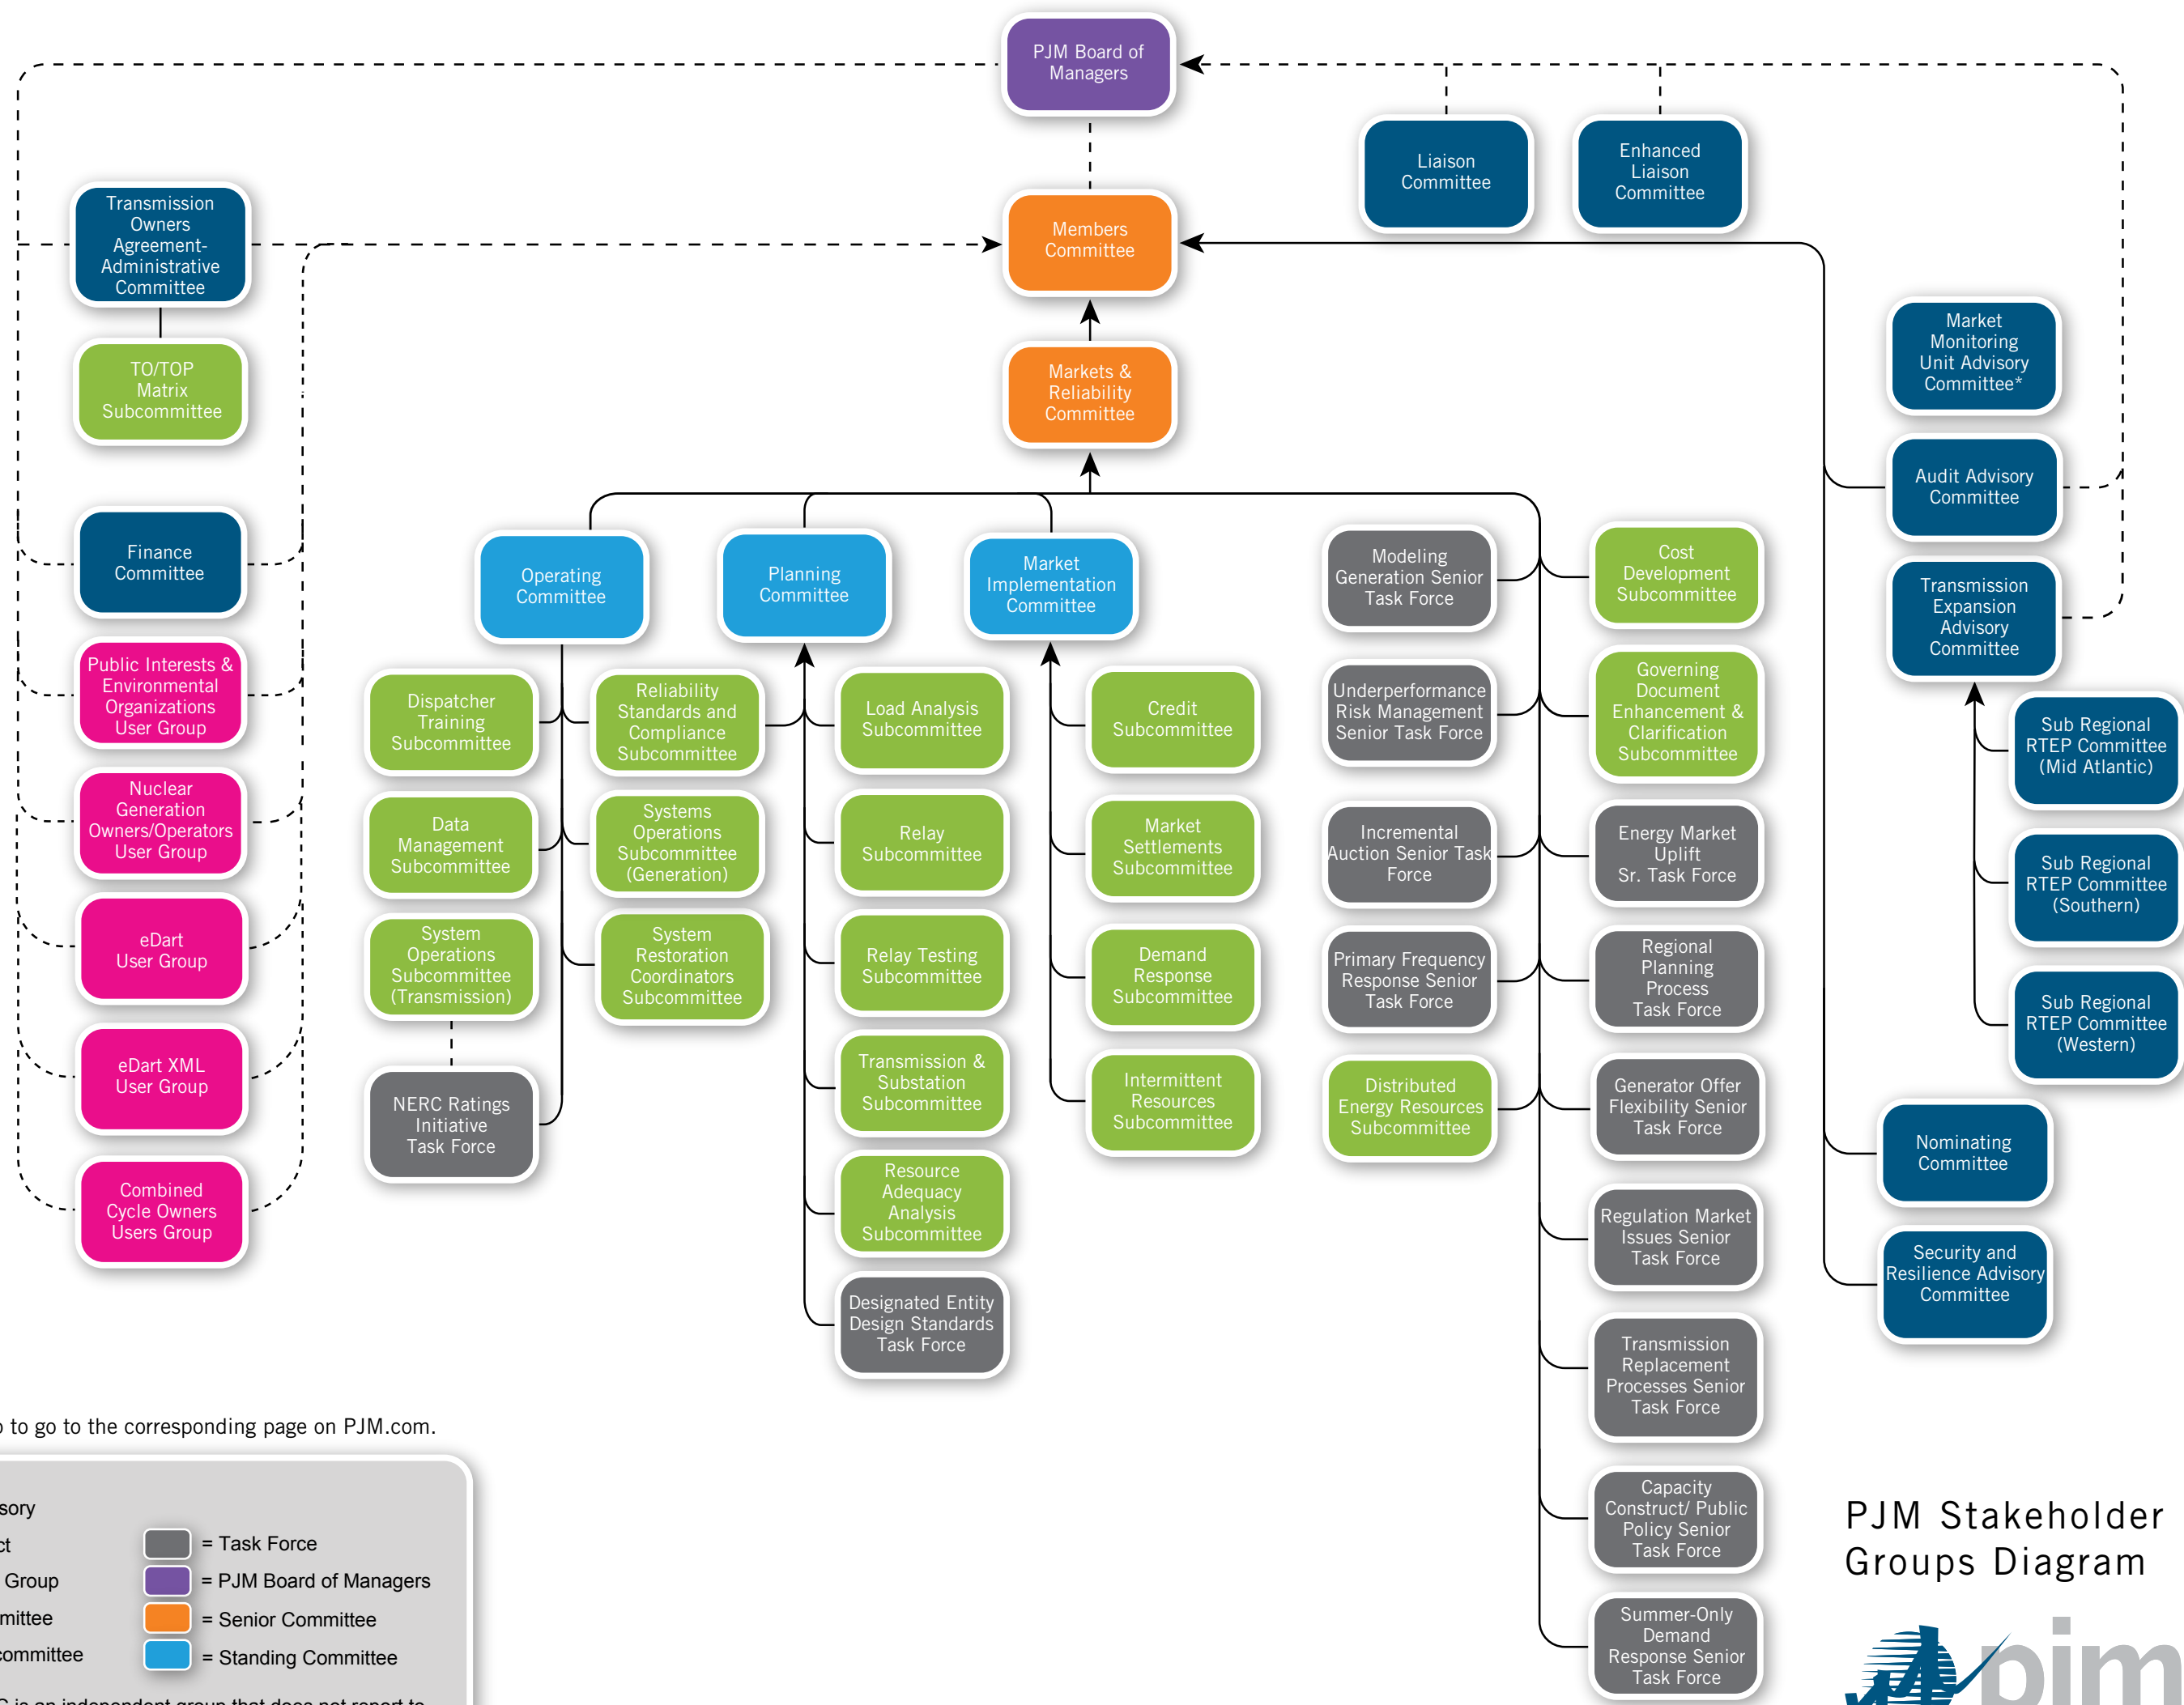 PJM Board of
Managers
Liaison
Committee
Enhanced
Liaison
Committee
Transmission
Owners
Agreement-
Administrative
Committee
Members
Committee
TO/TOP
Matrix
Subcommittee
Markets &
Reliability
Committee
Market
Monitoring
Unit Advisory
Committee*
Audit Advisory
Committee
Transmission
Expansion
Advisory
Committee
Finance
Committee
Public Interests &
Environmental
Organizations
User Group
Nuclear
Generation
Owners/Operators
User Group
eDart
User Group
eDart XML
User Group
Combined
Cycle Owners
Users Group
Operating
Committee
Planning
Committee
Market
Implementation
Committee
Dispatcher
Training
Subcommittee
Reliability
Standards and
Compliance
Subcommittee
Data
Management
Subcommittee
Systems
Operations
Subcommittee
(Generation)
System
Operations
Subcommittee
(Transmission)
System
Restoration
Coordinators
Subcommittee
NERC Ratings
Initiative
Task Force
Load Analysis
Subcommittee
Relay
Subcommittee
Relay Testing
Subcommittee
Transmission &
Substation
Subcommittee
Resource
Adequacy
Analysis
Subcommittee
Designated Entity
Design Standards
Task Force
Credit
Subcommittee
Market
Settlements
Subcommittee
Demand
Response
Subcommittee
Intermittent
Resources
Subcommittee
Modeling
Generation Senior
Task Force
Cost
Development
Subcommittee
Underperformance
Risk Management
Senior Task Force
Governing
Document
Enhancement &
Clarification
Subcommittee
Incremental
Auction Senior Task
Force
Energy Market
Uplift
Sr. Task Force
Primary Frequency
Response Senior
Task Force
Regional
Planning
Process
Task Force
Distributed
Energy Resources
Subcommittee
Generator Offer
Flexibility Senior
Task Force
Regulation Market
Issues Senior
Task Force
Transmission
Replacement
Processes Senior
Task Force
Capacity
Construct/ Public
Policy Senior
Task Force
Summer-Only
Demand
Response Senior
Task Force
Sub Regional
RTEP Committee
(Mid Atlantic)
Sub Regional
RTEP Committee
(Southern)
Sub Regional
RTEP Committee
(Western)
Nominating
Committee
Security and
Resilience Advisory
Committee
to go to the corresponding page on PJM.com.
= Task Force
Group
= PJM Board of Managers
= Senior Committee
= Standing Committee
is an independent group that does not report to
PJM Stakeholder
Groups Diagram
pjm